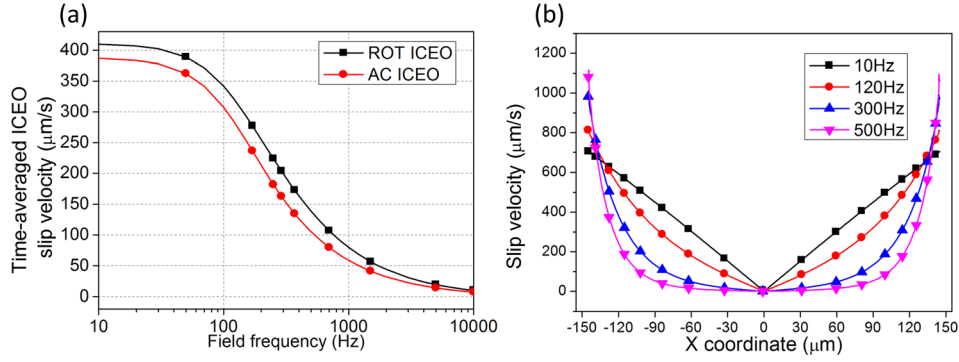 (a)
Time-averaged ICEO
slip velocity (μm/s)
400
350
300
250
200
150
100
50
0
ROT ICEO
AC ICEO
10
100
1000
10000
Field frequency (Hz)
(b)
Slip velocity (μm/s)
1200
1000
800
600
400
200
0
10Hz
120Hz
300Hz
500Hz
-150 -120 -90 -60 -30 0 30 60 90 120 150
X coordinate (μm)